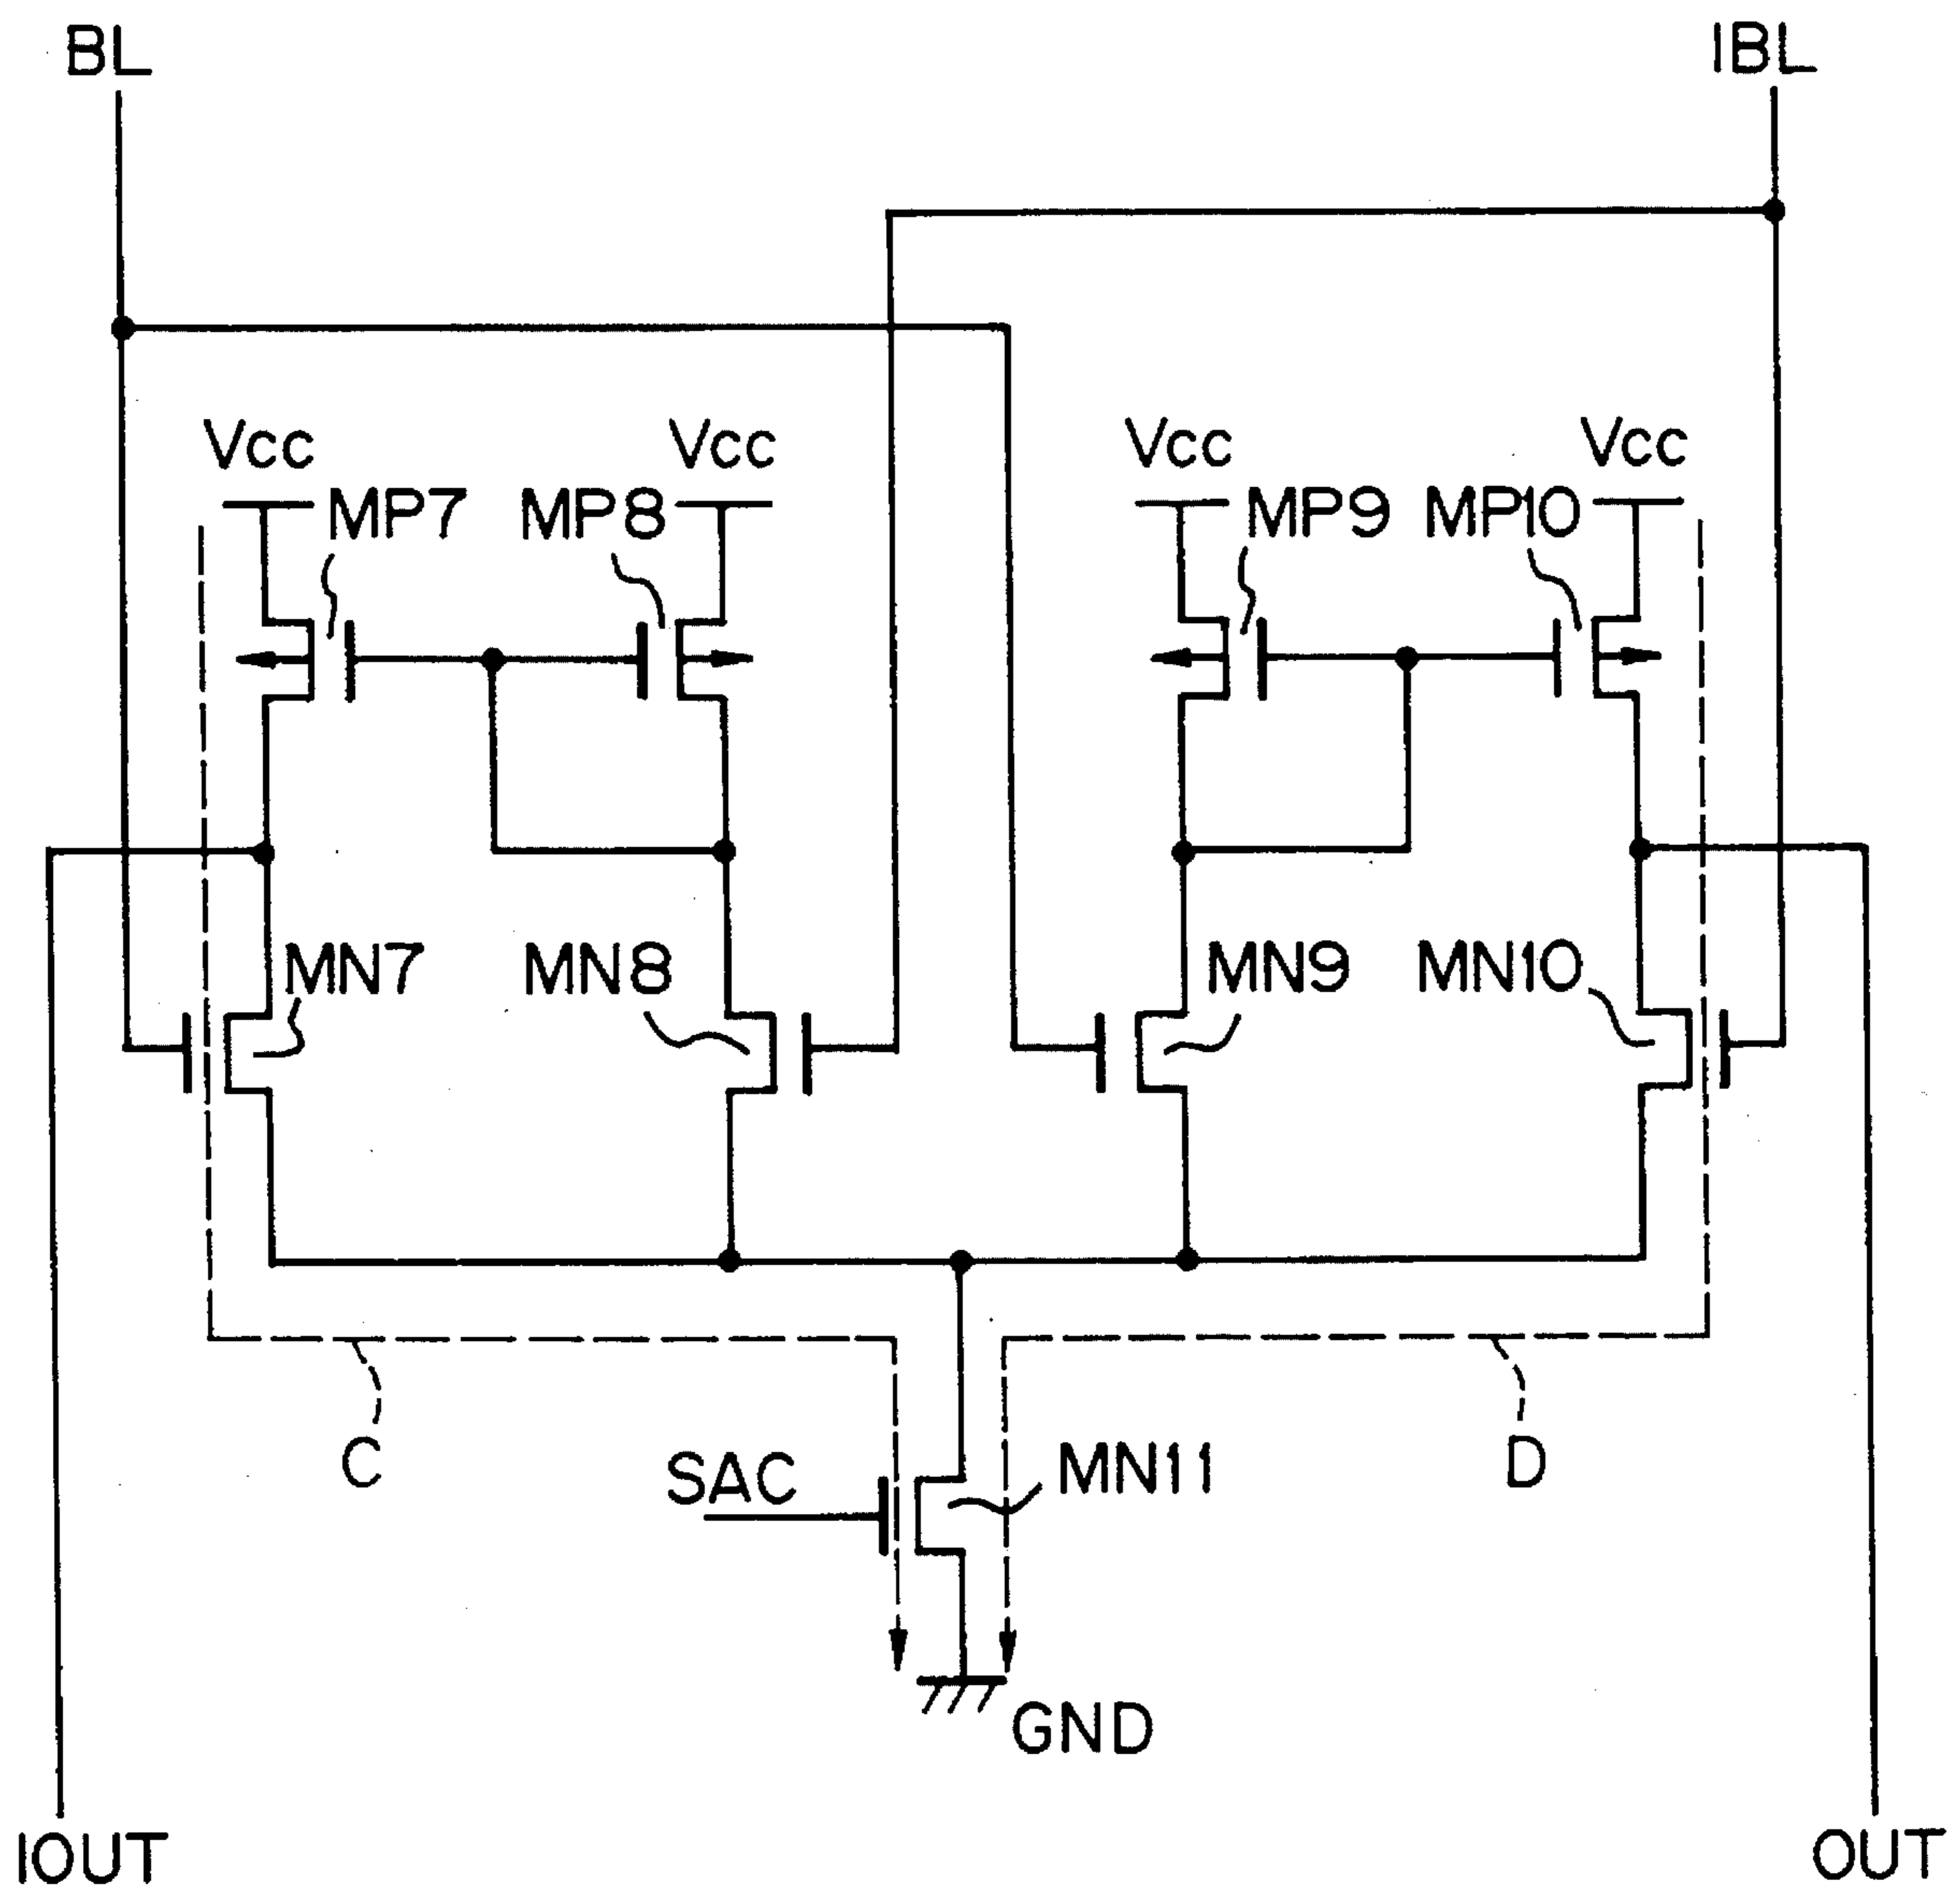 BL
IBL
Vcc
Vcc
Vcc
Vcc
MP7
MP8
MP9
MP10
MN7
MN8
MN9
MN10
C
SAC
MN11
D
GND
IOUT
OUT